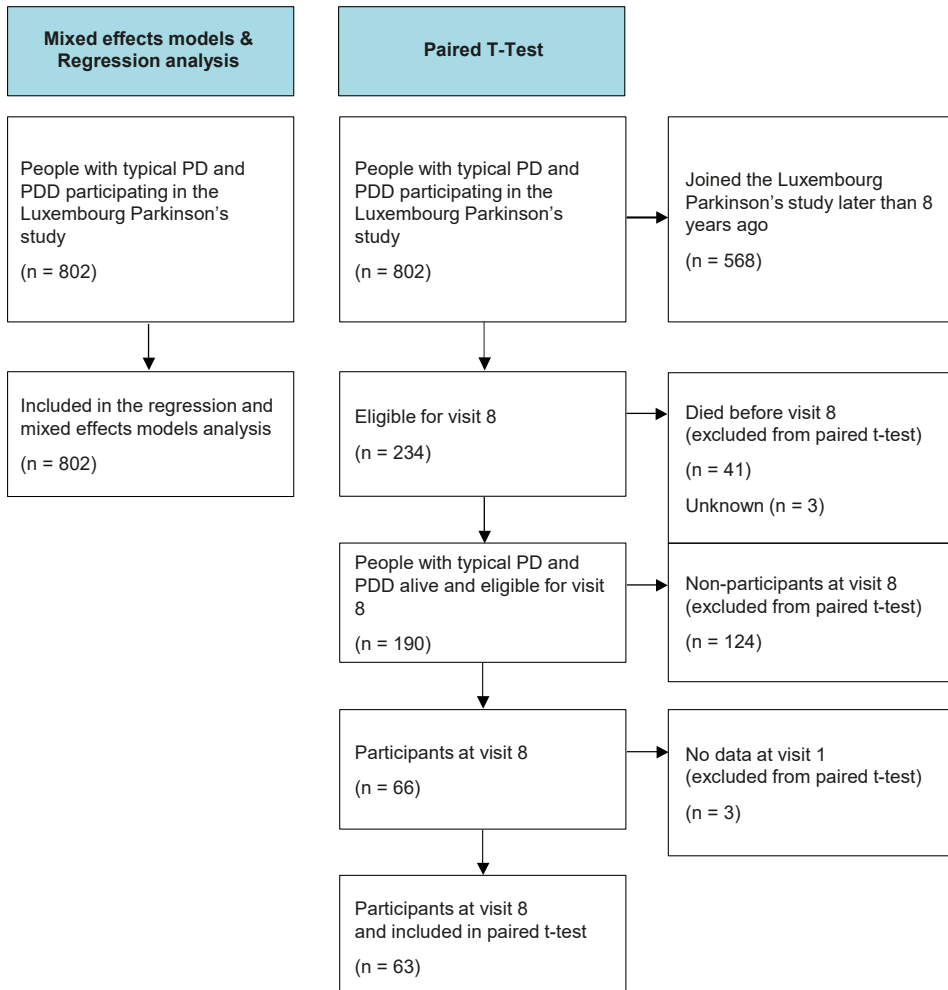 Mixed effects models &
Regression analysis
Paired T-Test
People with typical PD and
PDD participating in the
Luxembourg Parkinson’s
study
(n = 802)
People with typical PD and
PDD participating in the
Luxembourg Parkinson’s
study
(n = 802)
Joined the Luxembourg
Parkinson’s study later than 8
years ago
(n = 568)
Included in the regression and
mixed effects models analysis
(n = 802)
Eligible for visit 8
(n = 234)
Died before visit 8
(excluded from paired t-test)
(n = 41)
Unknown (n = 3)
People with typical PD and
PDD alive and eligible for visit
8
(n = 190)
Non-participants at visit 8
(excluded from paired t-test)
(n = 124)
Participants at visit 8
(n = 66)
No data at visit 1
(excluded from paired t-test)
(n = 3)
Participants at visit 8
and included in paired t-test
(n = 63)